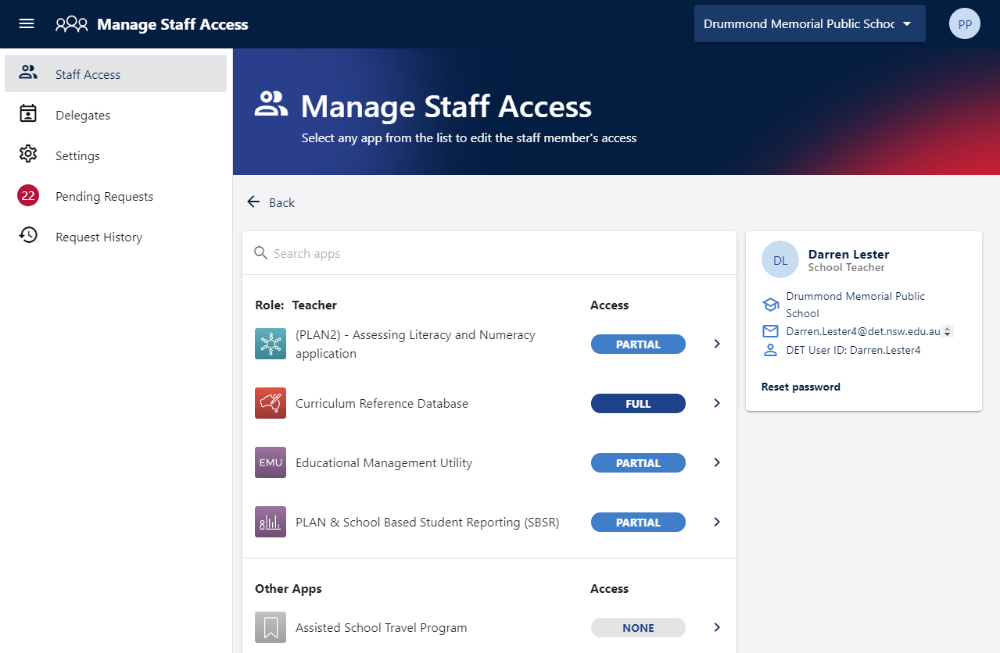 Manage Staff Access
Drummond Memorial Public Schoo
PP
Staff Access
Delegates
Settings
22 Pending Requests
Request History
Manage Staff Access
Select any app from the list to edit the staff member's access
Back
Search apps
Role: Teacher Access
(PLAN2) - Assessing Literacy and Numeracy
application
PARTIAL
Curriculum Reference Database FULL
EMU Educational Management Utility PARTIAL
PLAN & School Based Student Reporting (SBSR) PARTIAL
Other Apps Access
Assisted School Travel Program NONE
DL
Darren Lester
School Teacher
Drummond Memorial Public
School
Darren.Lester4@det.nsw.edu.au
DET User ID: Darren.Lester4
Reset password